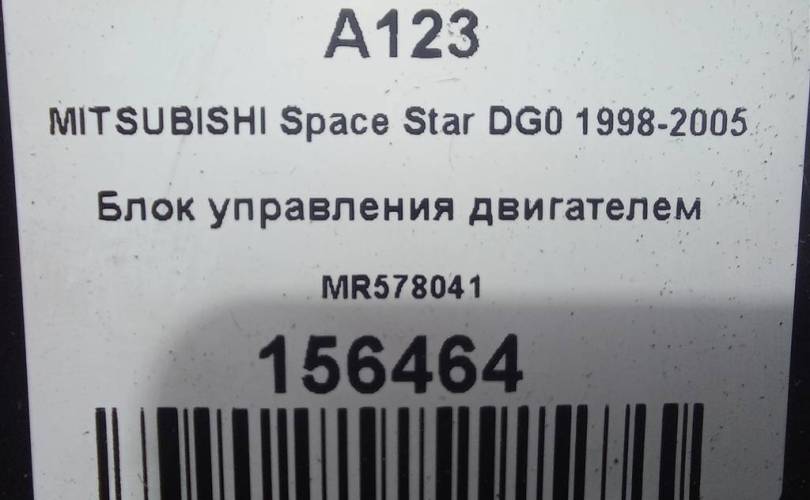 A123
MITSUBISHI Space Star DG0 1998-2005
Блок управления двигателем
MR578041
156464